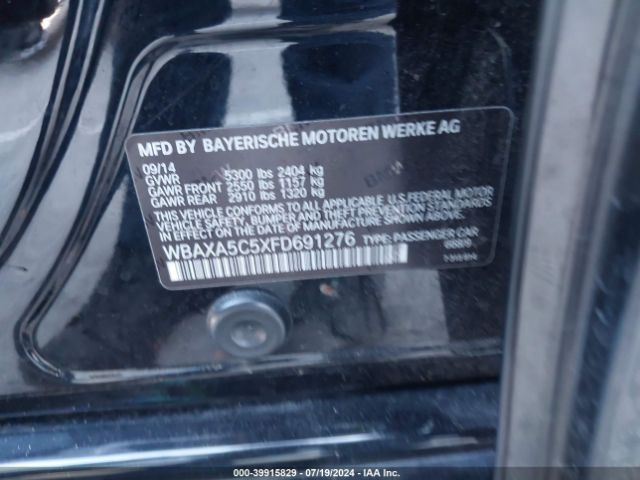 MFD BY BAYERISCHE MOTOREN WERKE AG
09/14
GVWR 5300 lbs 2404 kg
GAWR FRONT 2550 lbs 1157 kg
GAWR REAR 2910 lbs 1320 kg
THIS VEHICLE CONFORMS TO ALL APPLICABLE U.S.FEDERAL MOTOR
VEHICLE SAFETY, BUMPER, AND THEFT PREVENTION STANDARDS
IN EFFECT ON THE DATE OF MANUFACTURE SHOWN ABOVE.
WBAXA5C5XFD691276 TYPE: PASSENGER CAR
000-39915829 - 07/19/2024 - IAA Inc.